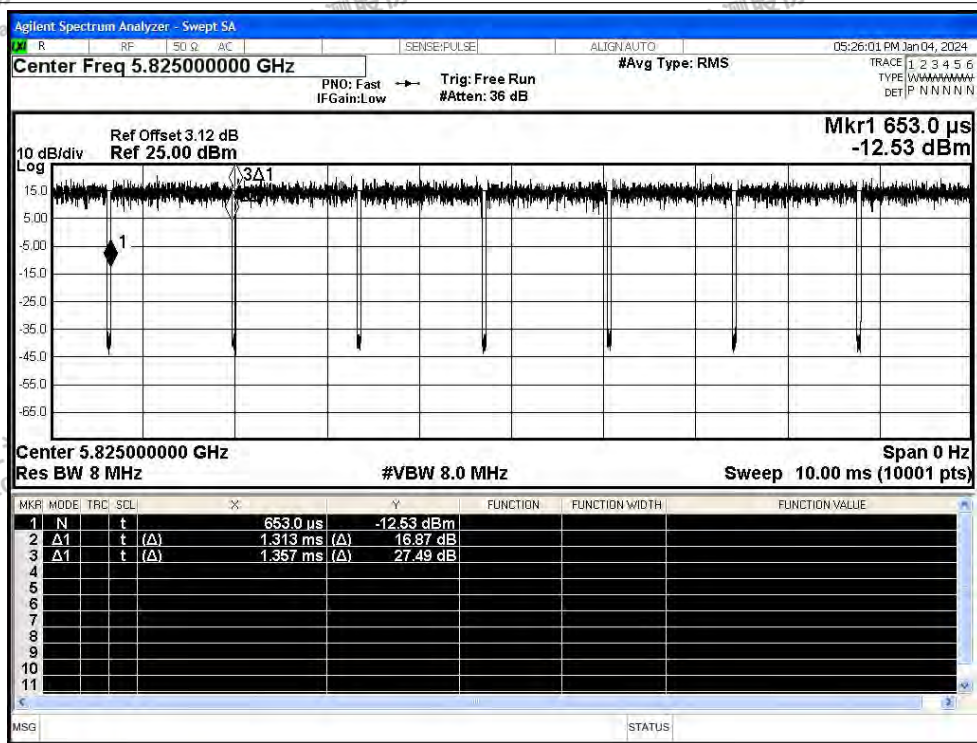 Agilent Spectrum Analyzer - Swept SA
R RF 50 Ω AC SENSE:PULSE ALIGN AUTO 05:26:01 PM Jan 04, 2024
Center Freq 5.825000000 GHz #Avg Type: RMS TRACE 1 2 3 4 5 6
PNO: Fast Trig: Free Run TYPE WWWWWW
IFGain:Low #Atten: 36 dB DET P N N N N N
Mkr1 653.0 µs
Ref Offset 3.12 dB
10 dB/div Ref 25.00 dBm -12.53 dBm
Log
3Δ1
15.0
5.00
1
-5.00
-15.0
-25.0
-35.0
-45.0
-55.0
-65.0
Center 5.825000000 GHz Span 0 Hz
Res BW 8 MHz #VBW 8.0 MHz Sweep 10.00 ms (10001 pts)
MKR MODE TRC SCL X Y FUNCTION FUNCTION WIDTH FUNCTION VALUE
1 N t 653.0 µs -12.53 dBm
2 Δ1 t (Δ) 1.313 ms (Δ) 16.87 dB
3 Δ1 t (Δ) 1.357 ms (Δ) 27.49 dB
4
5
6
7
8
9
10
11
MSG STATUS